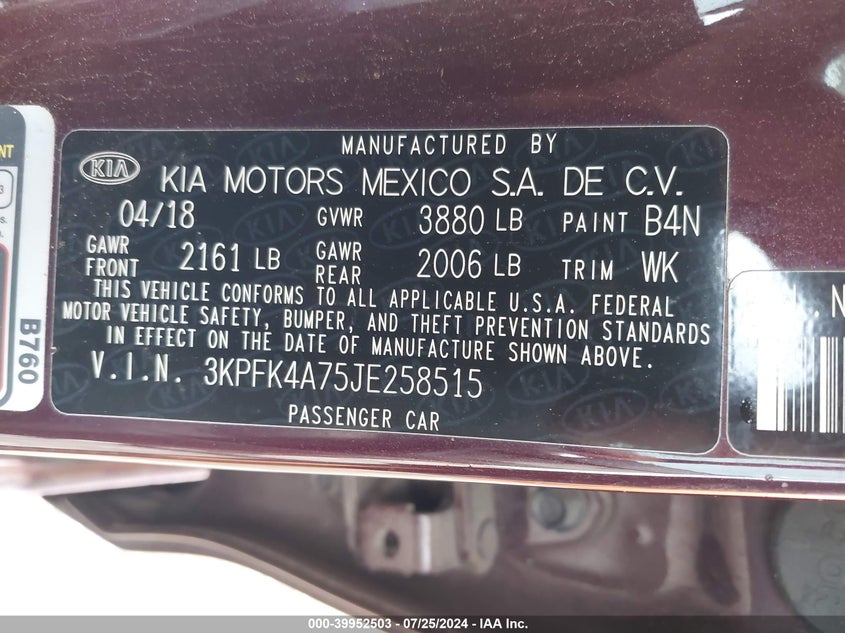 MANUFACTURED BY
KIA KIA MOTORS MEXICO S.A. DE C.V.
04/18 GVWR 3880 LB PAINT B4N
GAWR FRONT 2161 LB GAWR REAR 2006 LB TRIM WK
THIS VEHICLE CONFORMS TO ALL APPLICABLE U.S.A. FEDERAL
MOTOR VEHICLE SAFETY, BUMPER, AND THEFT PREVENTION STANDARDS
IN EFFECT ON THE DATE OF MANUFACTURE SHOWN ABOVE.
V.I.N. 3KPFK4A75JE258515
PASSENGER CAR
B760
000-39952503 - 07/25/2024 - IAAI.com